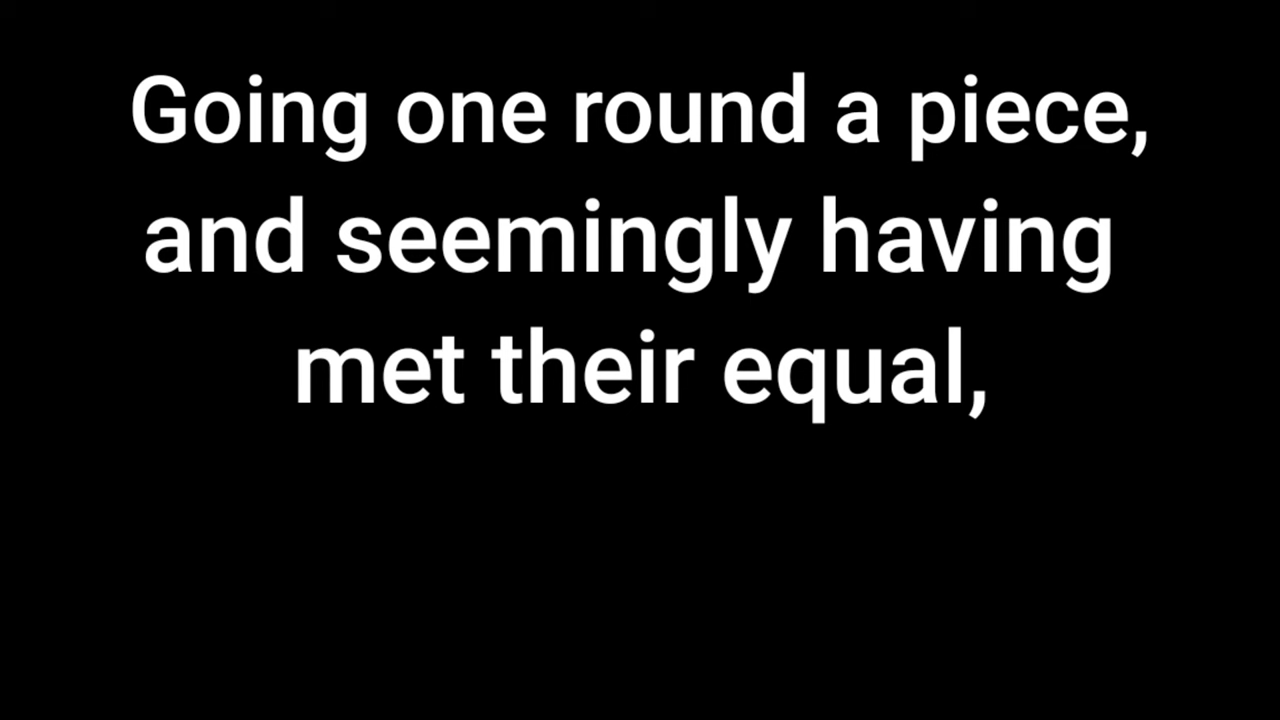 Going one round a piece,
and seemingly having
met their equal,